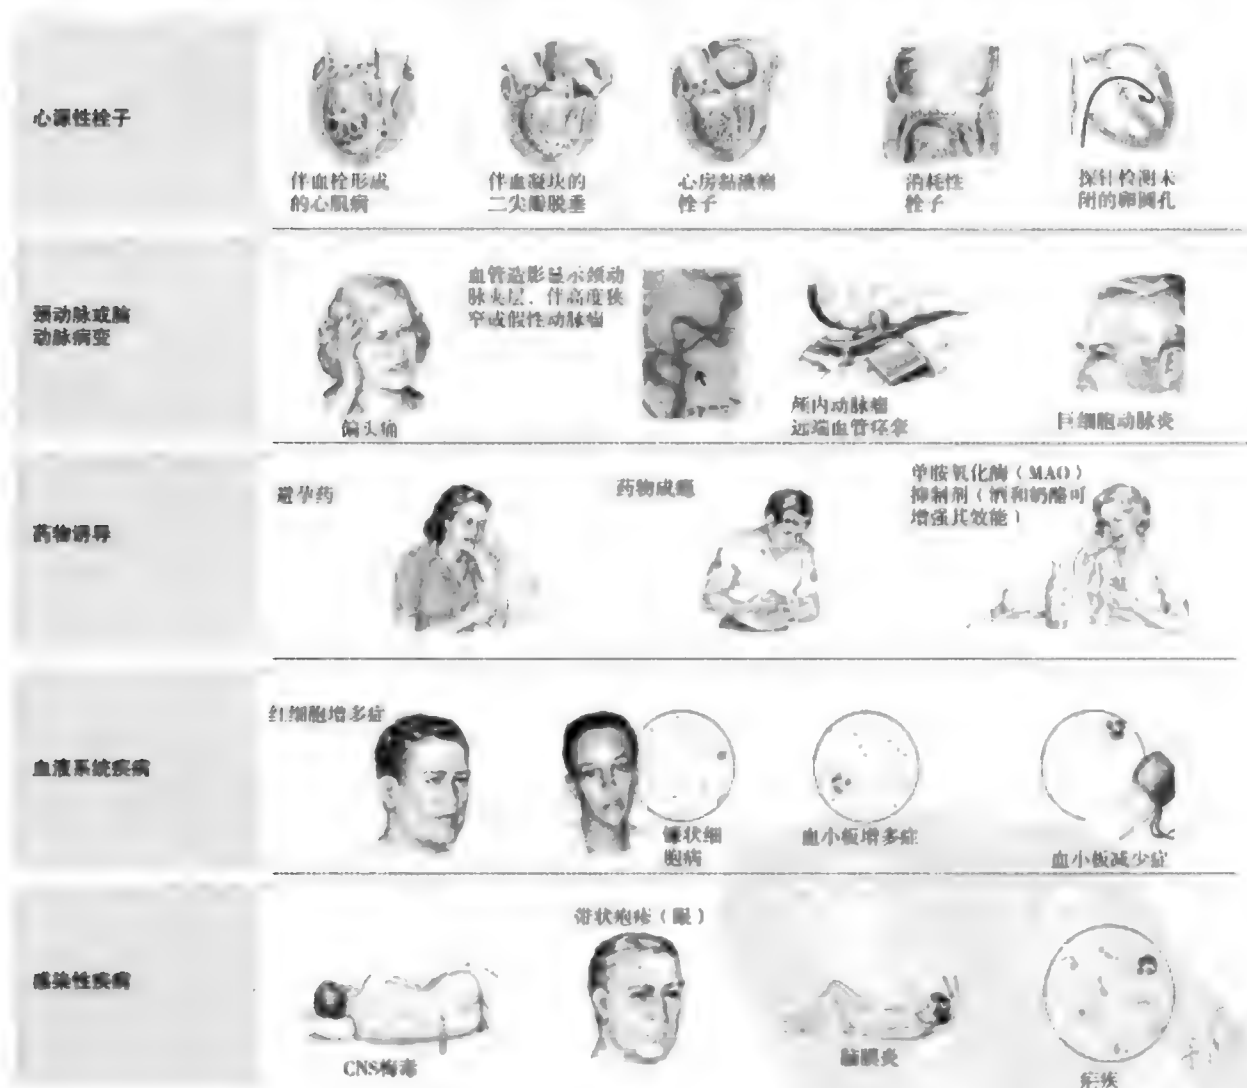 心源性栓子
伴血栓形成
的心肌病
伴血凝块的
二尖瓣脱垂
心房黏液瘤
栓子
消耗性
栓子
探针检测未
闭的卵圆孔
颈动脉或脑
动脉病变
偏头痛
血管造影显示颈动
脉夹层，伴高度狭
窄或假性动脉瘤
颅内动脉瘤
远端血管痉挛
巨细胞动脉炎
药物诱导
避孕药
药物成瘾
单胺氧化酶（MAO）
抑制剂（酒和奶酪可
增强其效能）
血液系统疾病
红细胞增多症
镰状细
胞病
血小板增多症
血小板减少症
感染性疾病
CNS梅毒
带状疱疹（眼）
脑膜炎
疟疾